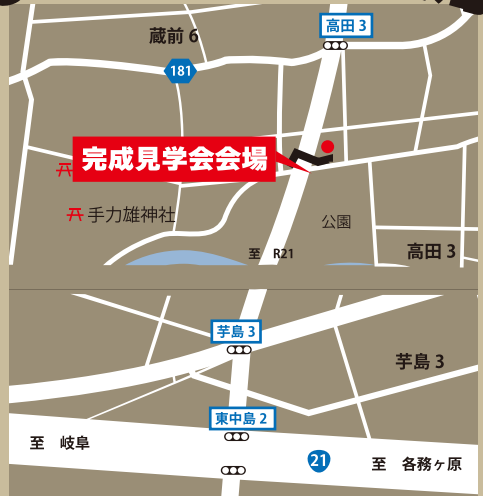 高田 3
蔵前 6
181
完成見学会会場
手力雄神社
公園
至 R21
高田 3
芋島 3
芋島 3
東中島 2
至 岐阜
21
至 各務ヶ原